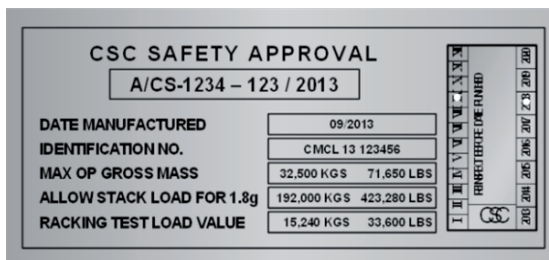 CSC SAFETY APPROVAL
A/CS-1234 – 123 / 2013
DATE MANUFACTURED 09/2013
IDENTIFICATION NO. CMCL 13 123456
MAX OP GROSS MASS 32,500 KGS 71,650 LBS
ALLOW STACK LOAD FOR 1.8g 192,000 KGS 423,280 LBS
RACKING TEST LOAD VALUE 15,240 KGS 33,600 LBS
BEFORE DATE PUNCHED
CSC
I II III IV V
2013 2014 2015 2016 2017 2019 2020